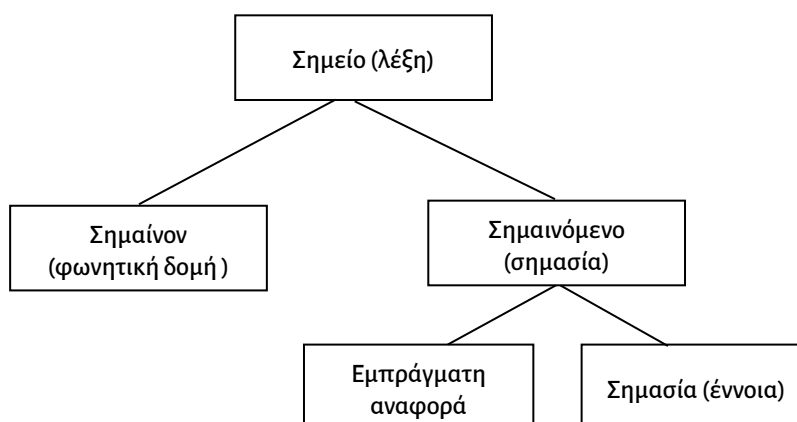 Σημείο (λέξη)
Σημαίνον
(φωνητική δομή )
Σημαινόμενο
(σημασία)
Εμπράγματη
αναφορά
Σημασία (έννοια)